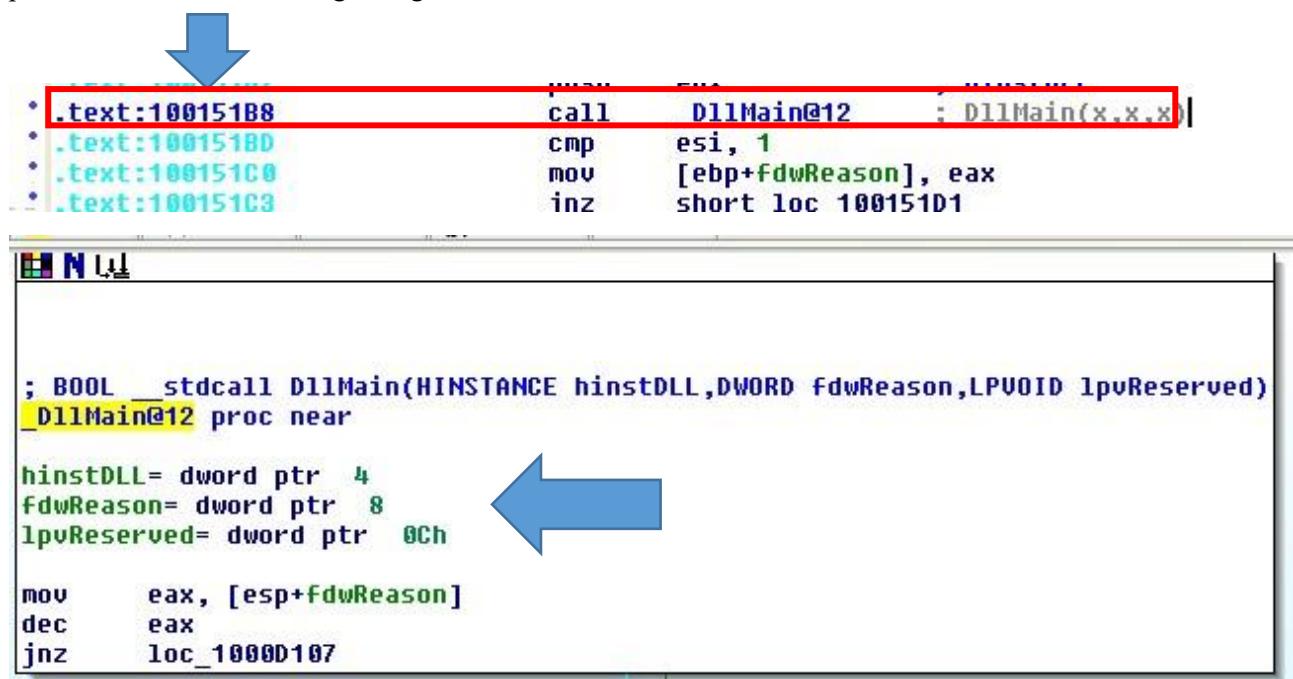 .text:100151B8 call _DllMain@12 ; DllMain(x,x,x)
.text:100151BD cmp esi, 1
.text:100151C0 mov [ebp+fdwReason], eax
.text:100151C3 jnz short loc_100151D1
N
; BOOL __stdcall DllMain(HINSTANCE hinstDLL,DWORD fdwReason,LPVOID lpvReserved)
_DllMain@12 proc near
hinstDLL= dword ptr 4
fdwReason= dword ptr 8
lpvReserved= dword ptr 0Ch
mov eax, [esp+fdwReason]
dec eax
jnz loc_1000D107